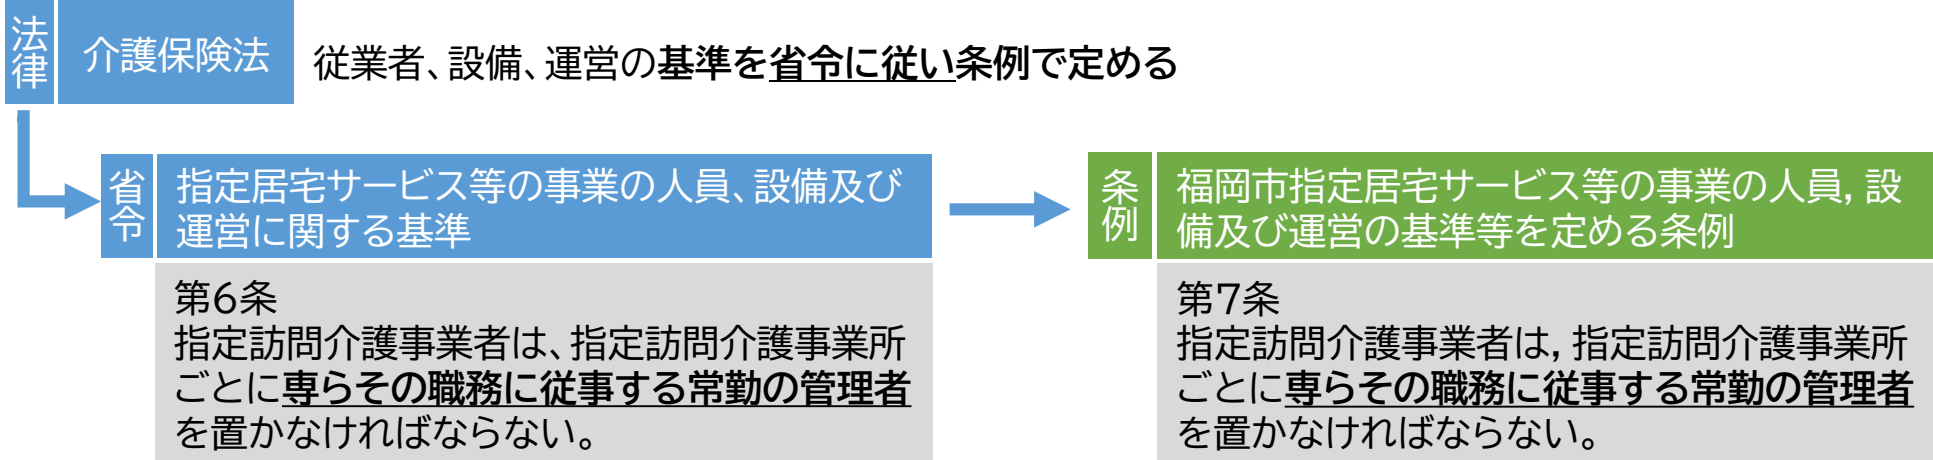 法律
介護保険法
従業者、設備、運営の基準を省令に従い条例で定める
省令
指定居宅サービス等の事業の人員、設備及び
運営に関する基準
第6条
指定訪問介護事業者は、指定訪問介護事業所
ごとに専らその職務に従事する常勤の管理者
を置かなければならない。
条例
福岡市指定居宅サービス等の事業の人員，設
備及び運営の基準等を定める条例
第7条
指定訪問介護事業者は，指定訪問介護事業所
ごとに専らその職務に従事する常勤の管理者
を置かなければならない。